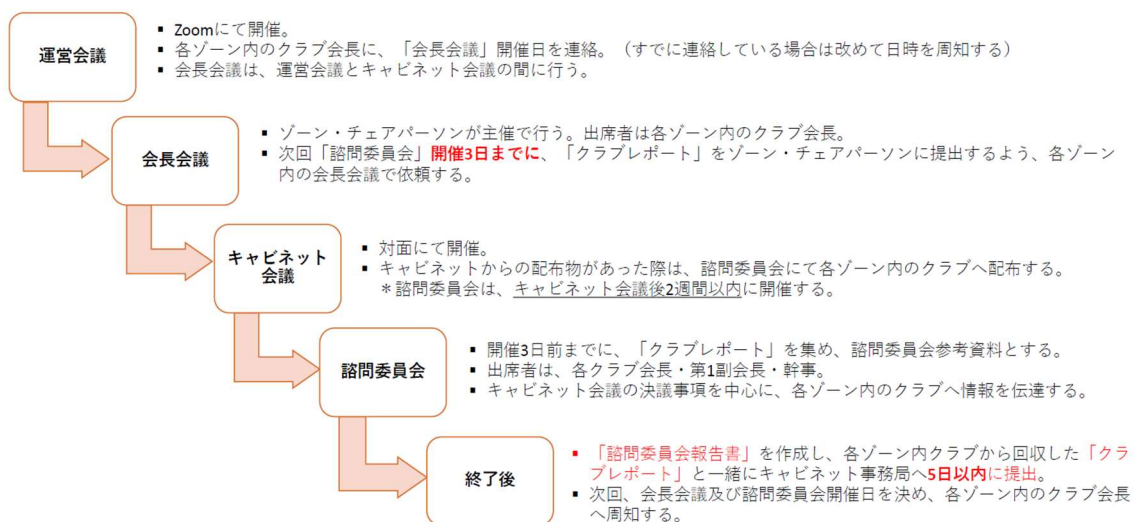 運営会議
▪ Zoomにて開催。
▪ 各ゾーン内のクラブ会長に、「会長会議」開催日を連絡。（すでに連絡している場合は改めて日時を周知する）
▪ 会長会議は、運営会議とキャビネット会議の間に行う。
会長会議
▪ ゾーン・チェアパーソンが主催で行う。出席者は各ゾーン内のクラブ会長。
▪ 次回「諮問委員会」開催3日までに、「クラブレポート」をゾーン・チェアパーソンに提出するよう、各ゾーン
内の会長会議で依頼する。
キャビネット
会議
▪ 対面にて開催。
▪ キャビネットからの配布物があった際は、諮問委員会にて各ゾーン内のクラブへ配布する。
＊諮問委員会は、キャビネット会議後2週間以内に開催する。
諮問委員会
▪ 開催3日前までに、「クラブレポート」を集め、諮問委員会参考資料とする。
▪ 出席者は、各クラブ会長・第1副会長・幹事。
▪ キャビネット会議の決議事項を中心に、各ゾーン内のクラブへ情報を伝達する。
終了後
▪ 「諮問委員会報告書」を作成し、各ゾーン内クラブから回収した「クラ
ブレポート」と一緒にキャビネット事務局へ5日以内に提出。
▪ 次回、会長会議及び諮問委員会開催日を決め、各ゾーン内のクラブ会長
へ周知する。